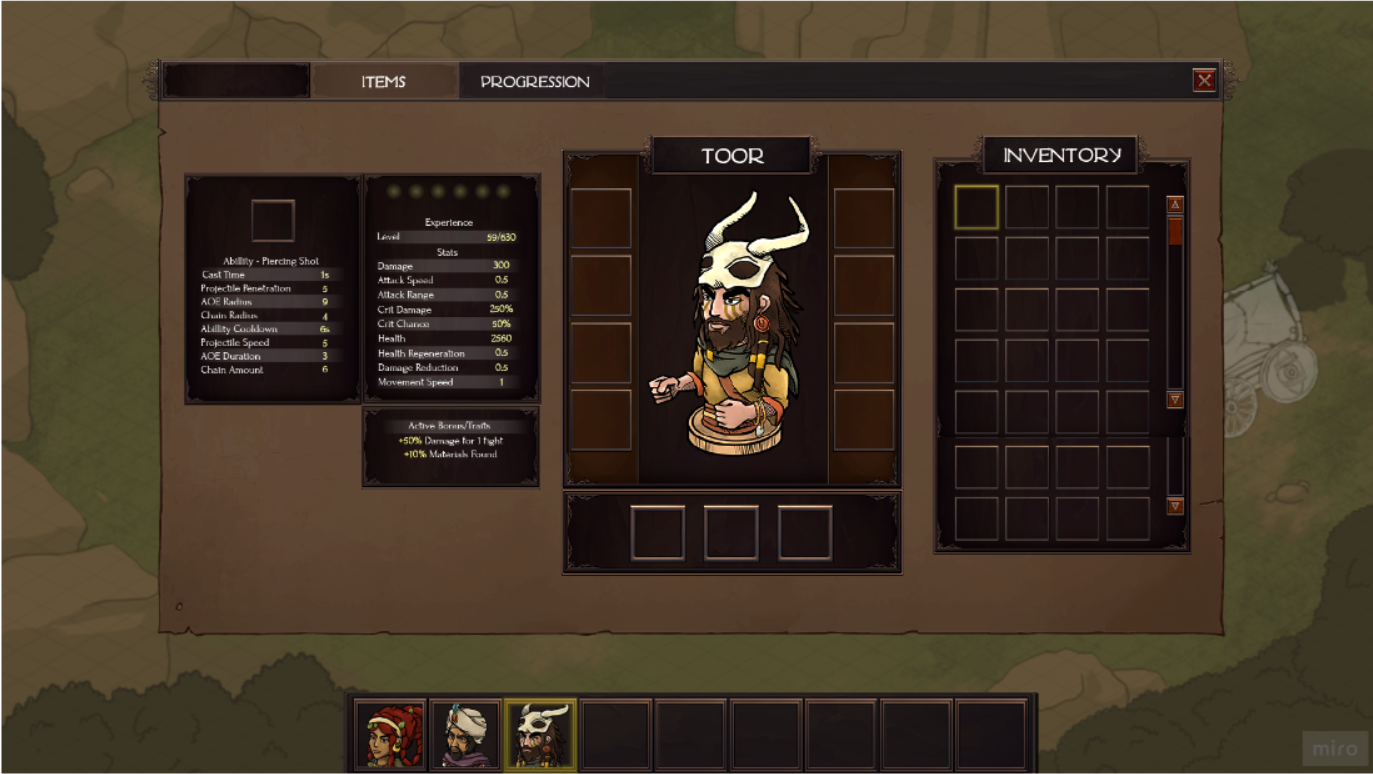 ITEMS
PROGRESSION
TOOR
INVENTORY
Ability - Piercing Shot
Cast Time 1s
Projectile Penetration 5
AOE Radius 9
Chain Radius 4
Ability Cooldown 6s
Projectile Speed 5
AOE Duration 3
Chain Amount 6
Experience
Level 59/630
Stats
Damage 300
Attack Speed 0.5
Attack Range 0.5
Crit Damage 250%
Crit Chance 50%
Health 2560
Health Regeneration 0.5
Damage Reduction 0.5
Movement Speed 1
Active Bonus/Traits
+50% Damage for 1 fight
+10% Materials Found
miro